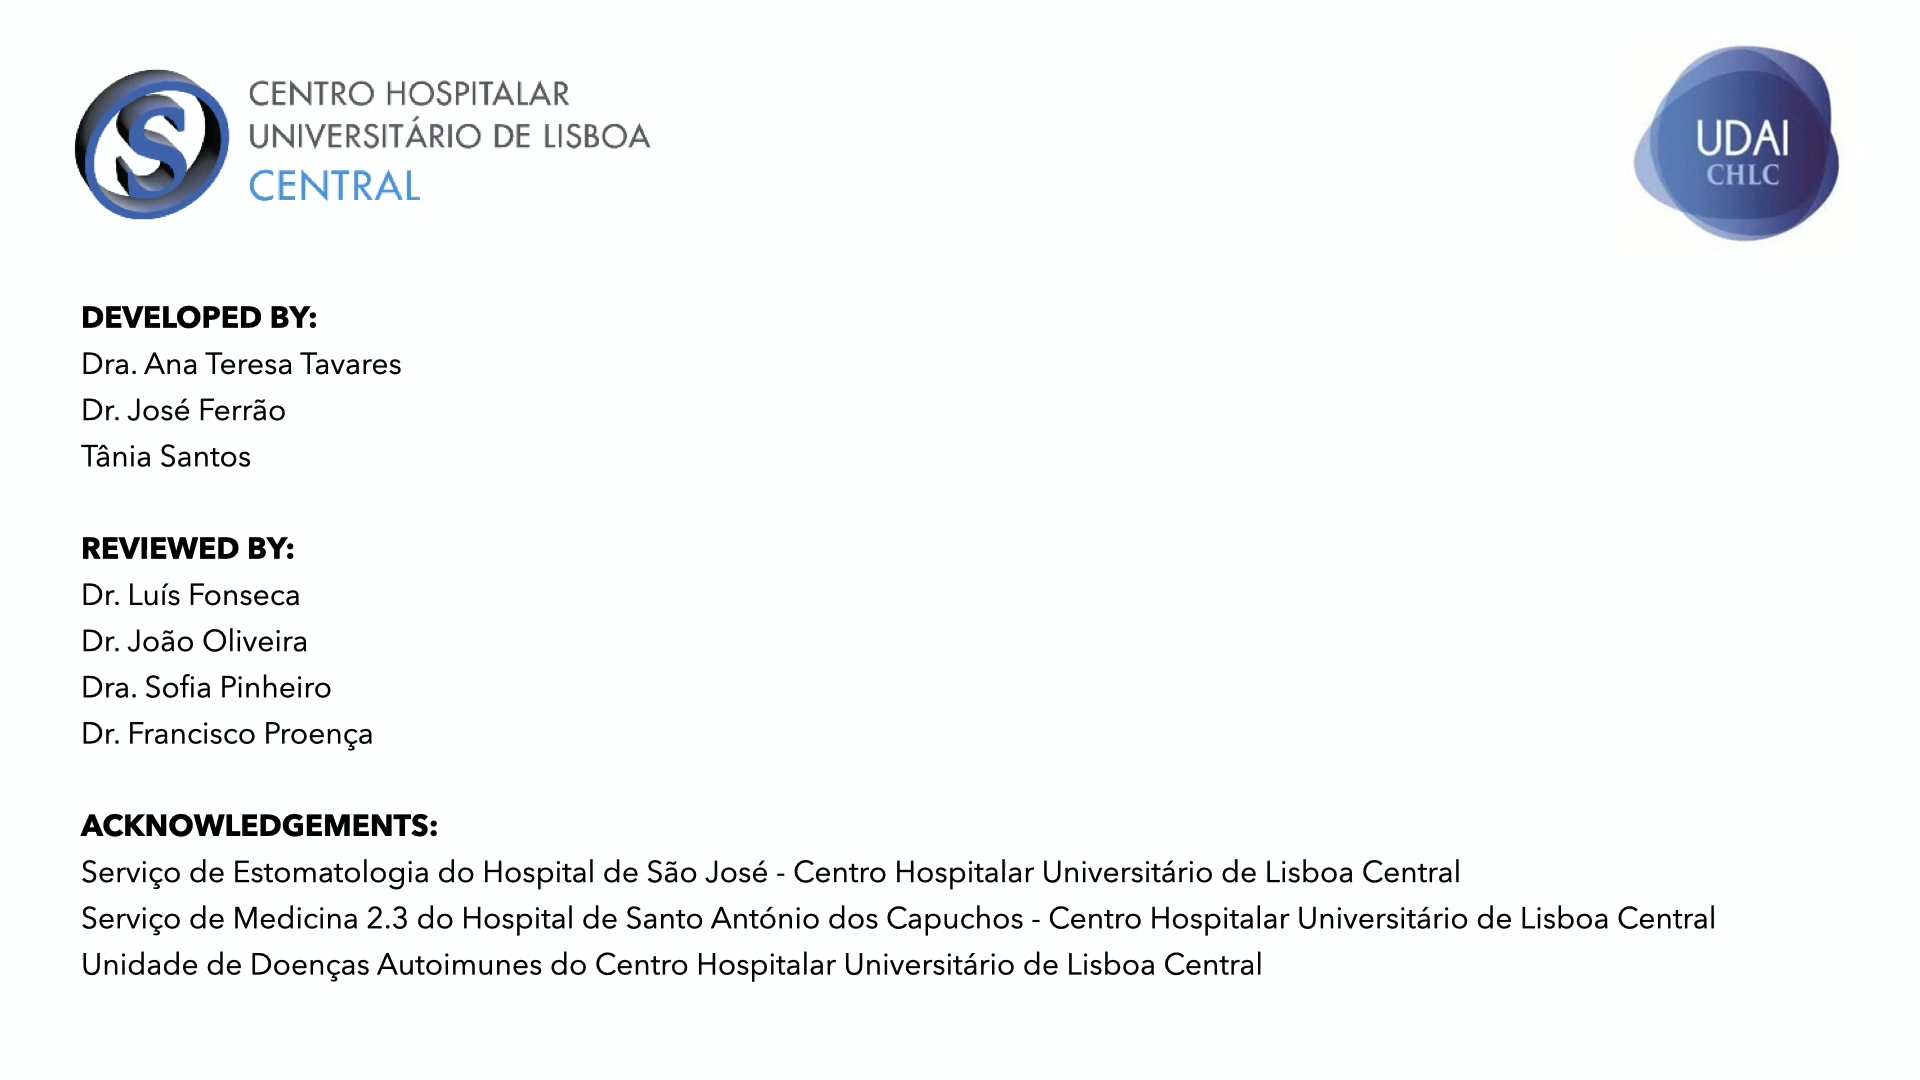 CENTRO HOSPITALAR
UNIVERSITÁRIO DE LISBOA
CENTRAL
UDAI
CHLC
DEVELOPED BY:
Dra. Ana Teresa Tavares
Dr. José Ferrão
Tânia Santos
REVIEWED BY:
Dr. Luís Fonseca
Dr. João Oliveira
Dra. Sofia Pinheiro
Dr. Francisco Proença
ACKNOWLEDGEMENTS:
Serviço de Estomatologia do Hospital de São José - Centro Hospitalar Universitário de Lisboa Central
Serviço de Medicina 2.3 do Hospital de Santo António dos Capuchos - Centro Hospitalar Universitário de Lisboa Central
Unidade de Doenças Autoimunes do Centro Hospitalar Universitário de Lisboa Central